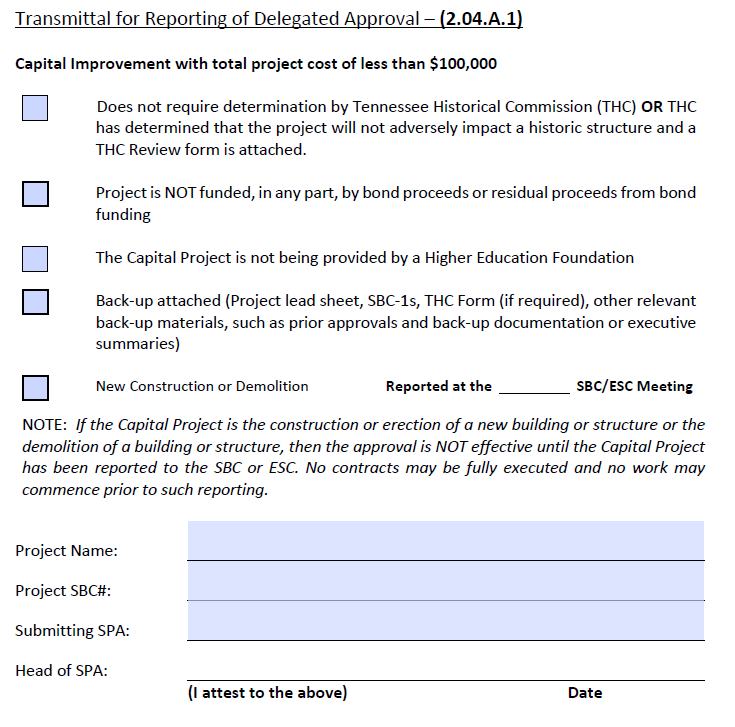 Transmittal for Reporting of Delegated Approval – (2.04.A.1)
Capital Improvement with total project cost of less than $100,000
Does not require determination by Tennessee Historical Commission (THC) OR THC
has determined that the project will not adversely impact a historic structure and a
THC Review form is attached.
Project is NOT funded, in any part, by bond proceeds or residual proceeds from bond
funding
The Capital Project is not being provided by a Higher Education Foundation
Back-up attached (Project lead sheet, SBC-1s, THC Form (if required), other relevant
back-up materials, such as prior approvals and back-up documentation or executive
summaries)
New Construction or Demolition Reported at the ________ SBC/ESC Meeting
NOTE: If the Capital Project is the construction or erection of a new building or structure or the
demolition of a building or structure, then the approval is NOT effective until the Capital Project
has been reported to the SBC or ESC. No contracts may be fully executed and no work may
commence prior to such reporting.
Project Name:
Project SBC#:
Submitting SPA:
Head of SPA:
(I attest to the above) Date